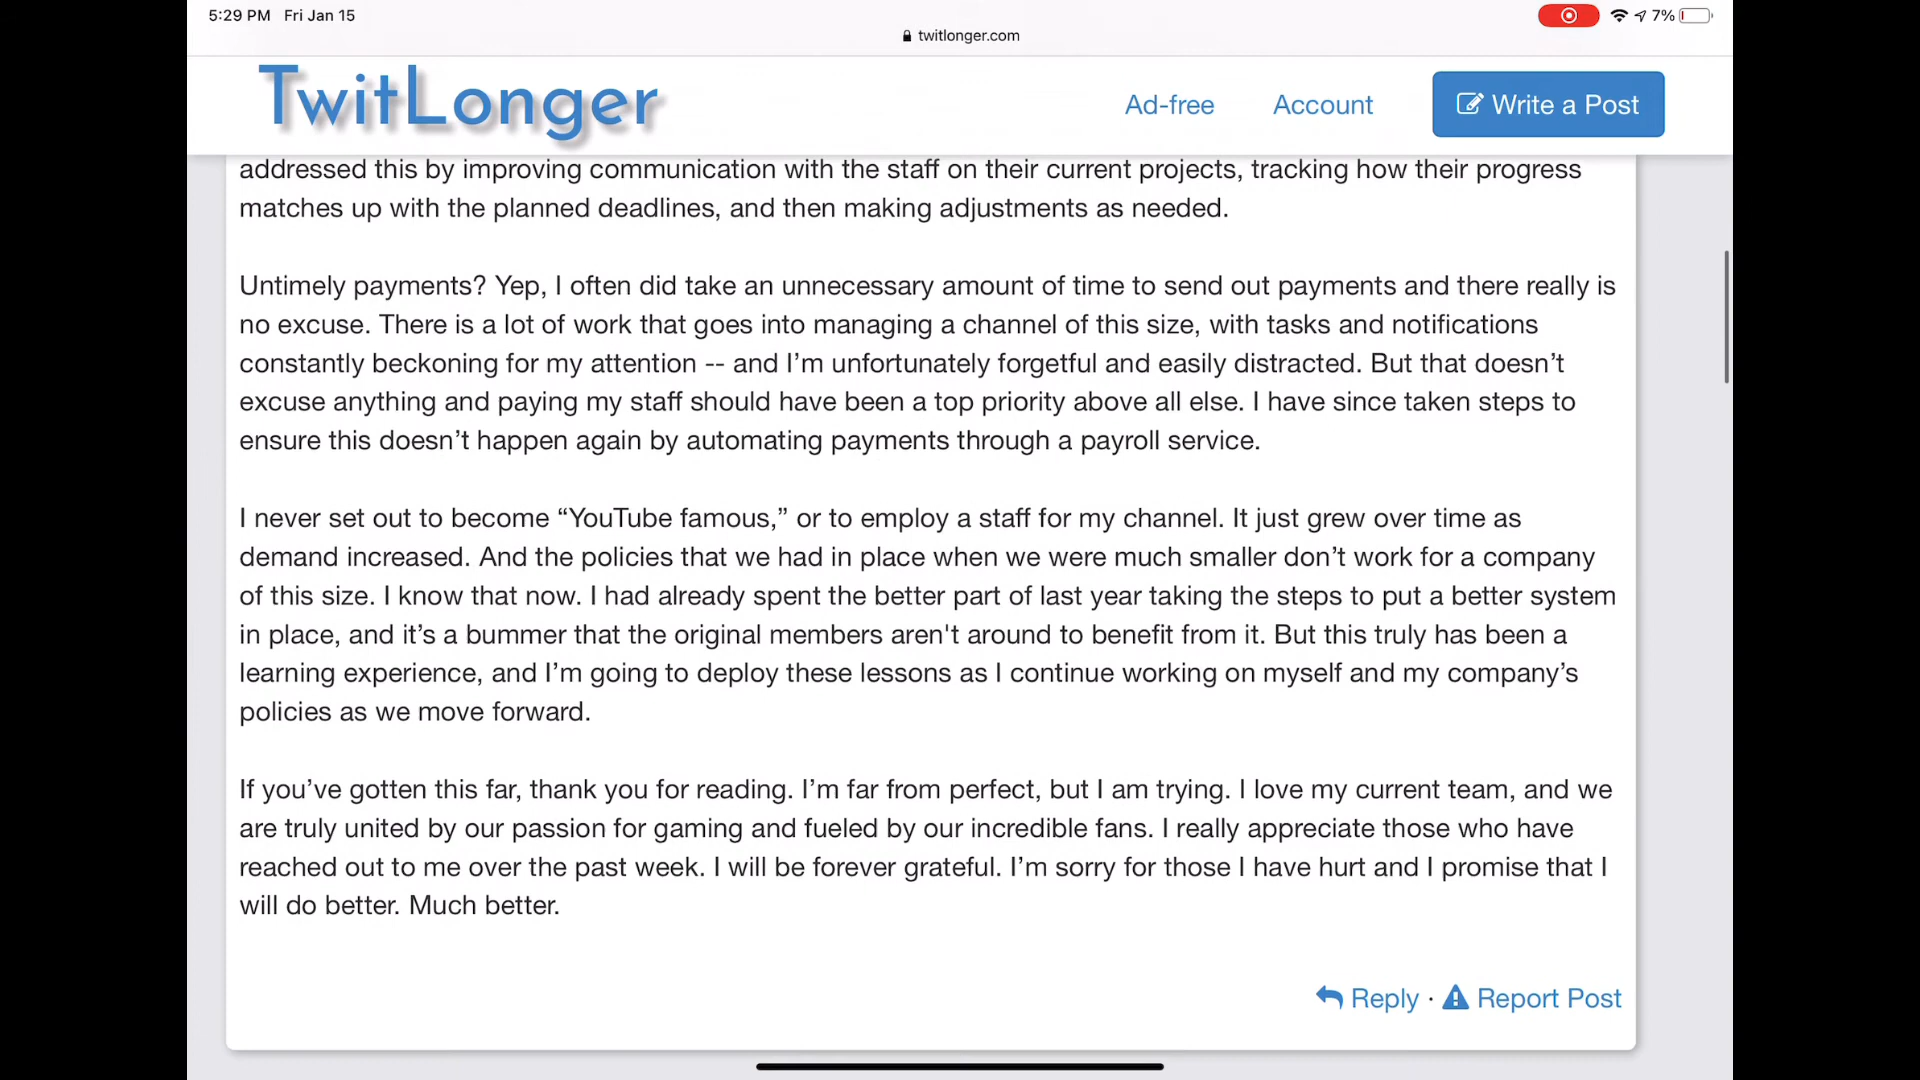 5:29 PM Fri Jan 15
7%
twitlonger.com
TwitLonger
Ad-free Account Write a Post
addressed this by improving communication with the staff on their current projects, tracking how their progress
matches up with the planned deadlines, and then making adjustments as needed.
Untimely payments? Yep, I often did take an unnecessary amount of time to send out payments and there really is
no excuse. There is a lot of work that goes into managing a channel of this size, with tasks and notifications
constantly beckoning for my attention -- and I’m unfortunately forgetful and easily distracted. But that doesn’t
excuse anything and paying my staff should have been a top priority above all else. I have since taken steps to
ensure this doesn’t happen again by automating payments through a payroll service.
I never set out to become “YouTube famous,” or to employ a staff for my channel. It just grew over time as
demand increased. And the policies that we had in place when we were much smaller don’t work for a company
of this size. I know that now. I had already spent the better part of last year taking the steps to put a better system
in place, and it’s a bummer that the original members aren't around to benefit from it. But this truly has been a
learning experience, and I’m going to deploy these lessons as I continue working on myself and my company’s
policies as we move forward.
If you’ve gotten this far, thank you for reading. I’m far from perfect, but I am trying. I love my current team, and we
are truly united by our passion for gaming and fueled by our incredible fans. I really appreciate those who have
reached out to me over the past week. I will be forever grateful. I’m sorry for those I have hurt and I promise that I
will do better. Much better.
Reply · Report Post